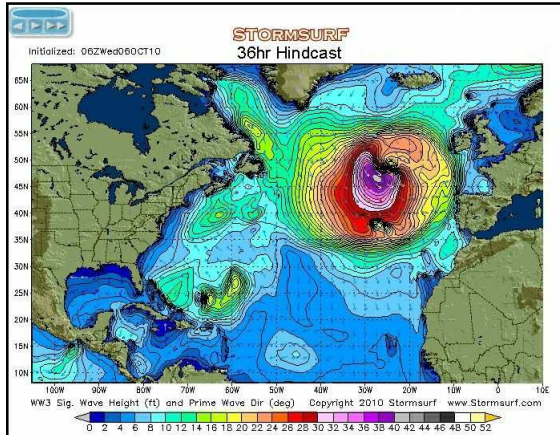 STORMSURF
Initialized: 06ZWed06OCT10
36hr Hindcast
65N
60N
55N
50N
45N
40N
35N
30N
25N
20N
15N
10N
100W 90W 80W 70W 60W 50W 40W 30W 20W 10W 0
WW3 Sig. Wave Height (ft) and Prime Wave Dir (deg) Copyright 2010 Stormsurf www.Stormsurf.com
0 2 4 6 8 10 12 14 16 18 20 22 24 26 28 30 32 34 36 38 40 42 44 46 48 50 52